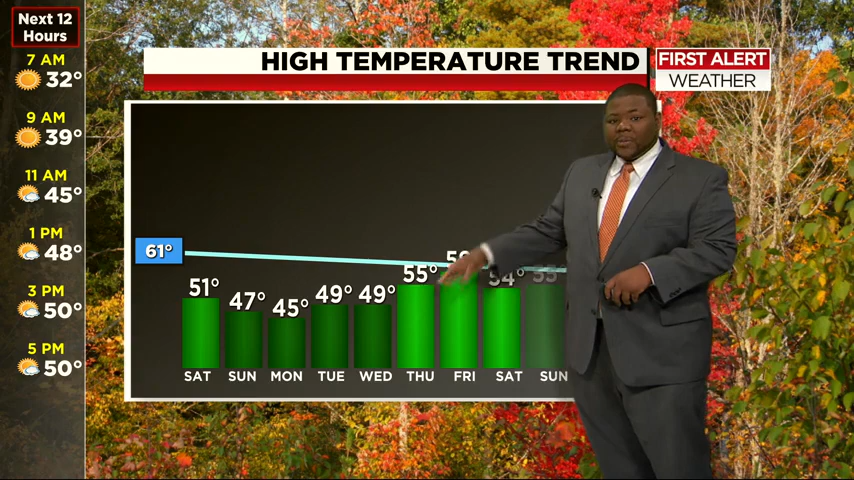 Next 12
Hours
7 AM
32°
9 AM
39°
11 AM
45°
1 PM
48°
3 PM
50°
5 PM
50°
HIGH TEMPERATURE TREND
FIRST ALERT
WEATHER
61°
51° 47° 45° 49° 49° 55° 54° 55°
SAT SUN MON TUE WED THU FRI SAT SUN